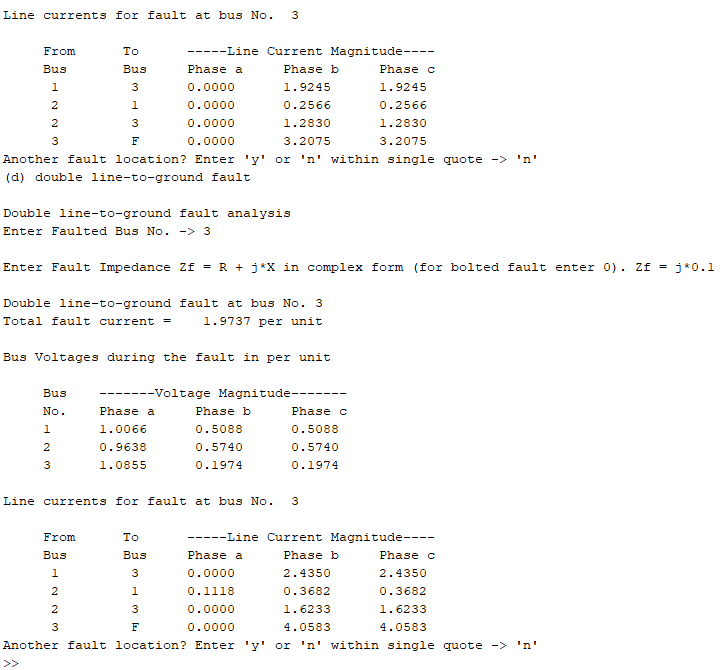 Line currents for fault at bus No.  3
From      To      -----Line Current Magnitude----
Bus      Bus      Phase a      Phase b      Phase c
1      3      0.0000      1.9245      1.9245
2      1      0.0000      0.2566      0.2566
2      3      0.0000      1.2830      1.2830
3      F      0.0000      3.2075      3.2075
Another fault location? Enter 'y' or 'n' within single quote -> 'n'
(d) double line-to-ground fault
Double line-to-ground fault analysis
Enter Faulted Bus No. -> 3
Enter Fault Impedance Zf = R + j*X in complex form (for bolted fault enter 0). Zf = j*0.1
Double line-to-ground fault at bus No. 3
Total fault current =    1.9737 per unit
Bus Voltages during the fault in per unit
Bus      -------Voltage Magnitude-------
No.      Phase a      Phase b      Phase c
1      1.0066      0.5088      0.5088
2      0.9638      0.5740      0.5740
3      1.0855      0.1974      0.1974
Line currents for fault at bus No.  3
From      To      -----Line Current Magnitude----
Bus      Bus      Phase a      Phase b      Phase c
1      3      0.0000      2.4350      2.4350
2      1      0.1118      0.3682      0.3682
2      3      0.0000      1.6233      1.6233
3      F      0.0000      4.0583      4.0583
Another fault location? Enter 'y' or 'n' within single quote -> 'n'
>>